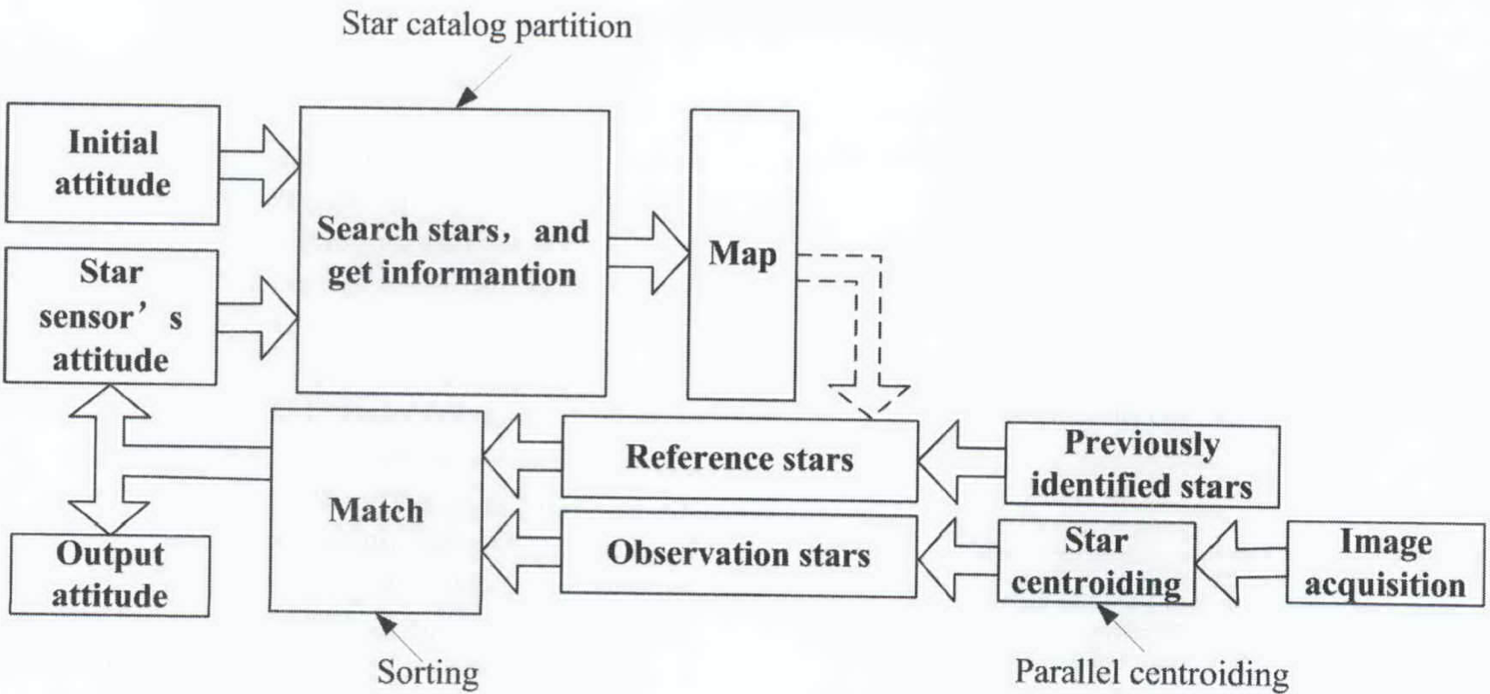 Star catalog partition
Initial
attitude
Search stars，and
get informantion
Map
Star
sensor’s
attitude
Match
Reference stars
Previously
identified stars
Observation stars
Star
centroiding
Image
acquisition
Output
attitude
Sorting
Parallel centroiding